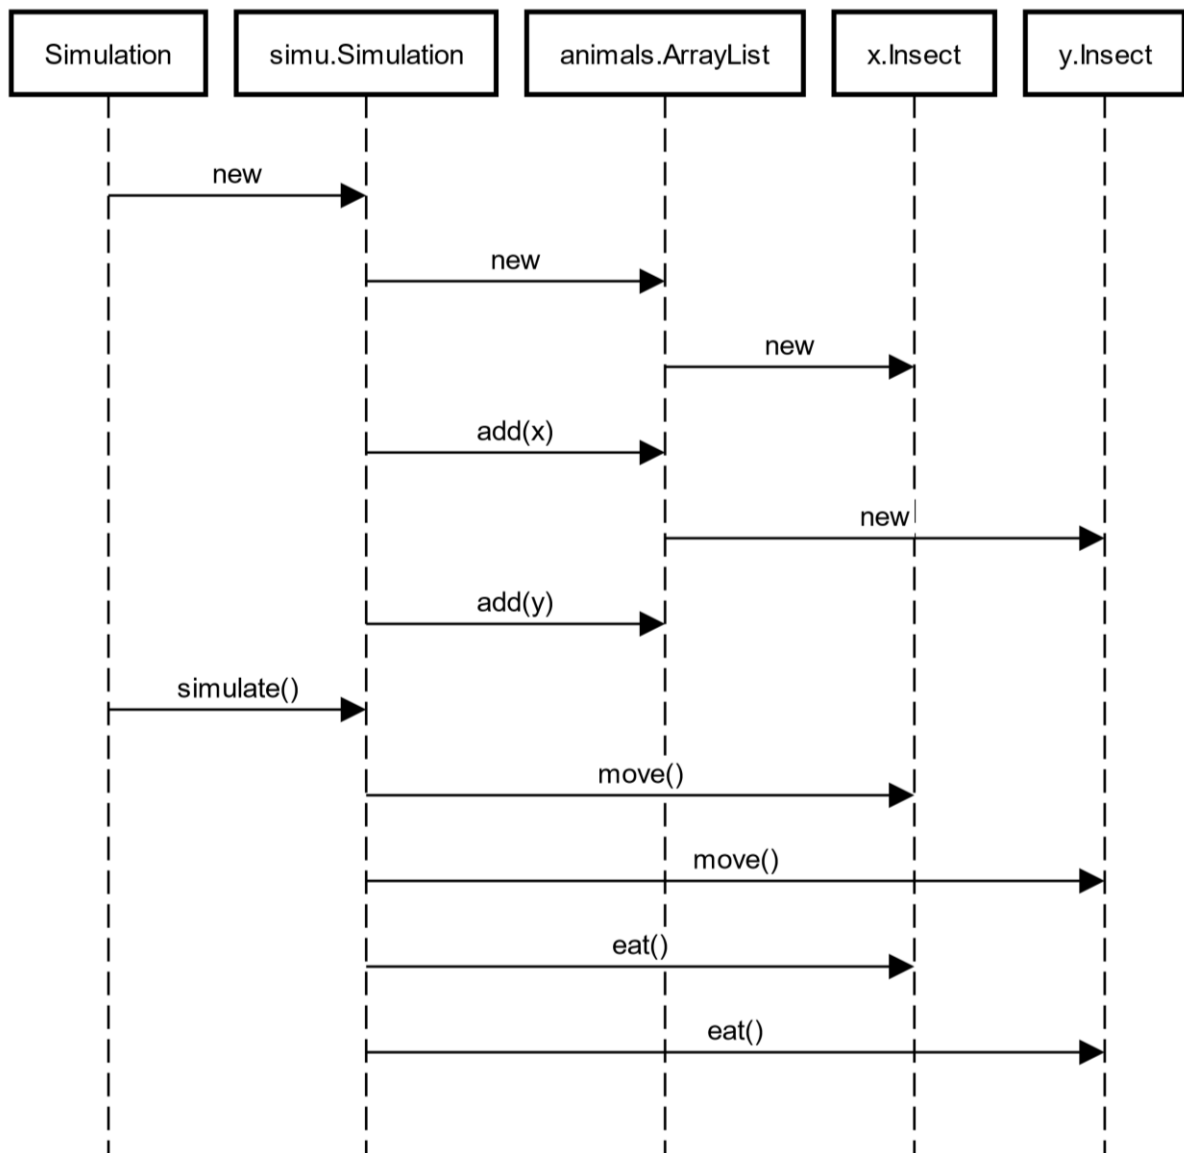 Simulation
simu.Simulation
animals.ArrayList
x.Insect
y.Insect
new
new
new
add(x)
new
add(y)
simulate()
move()
move()
eat()
eat()